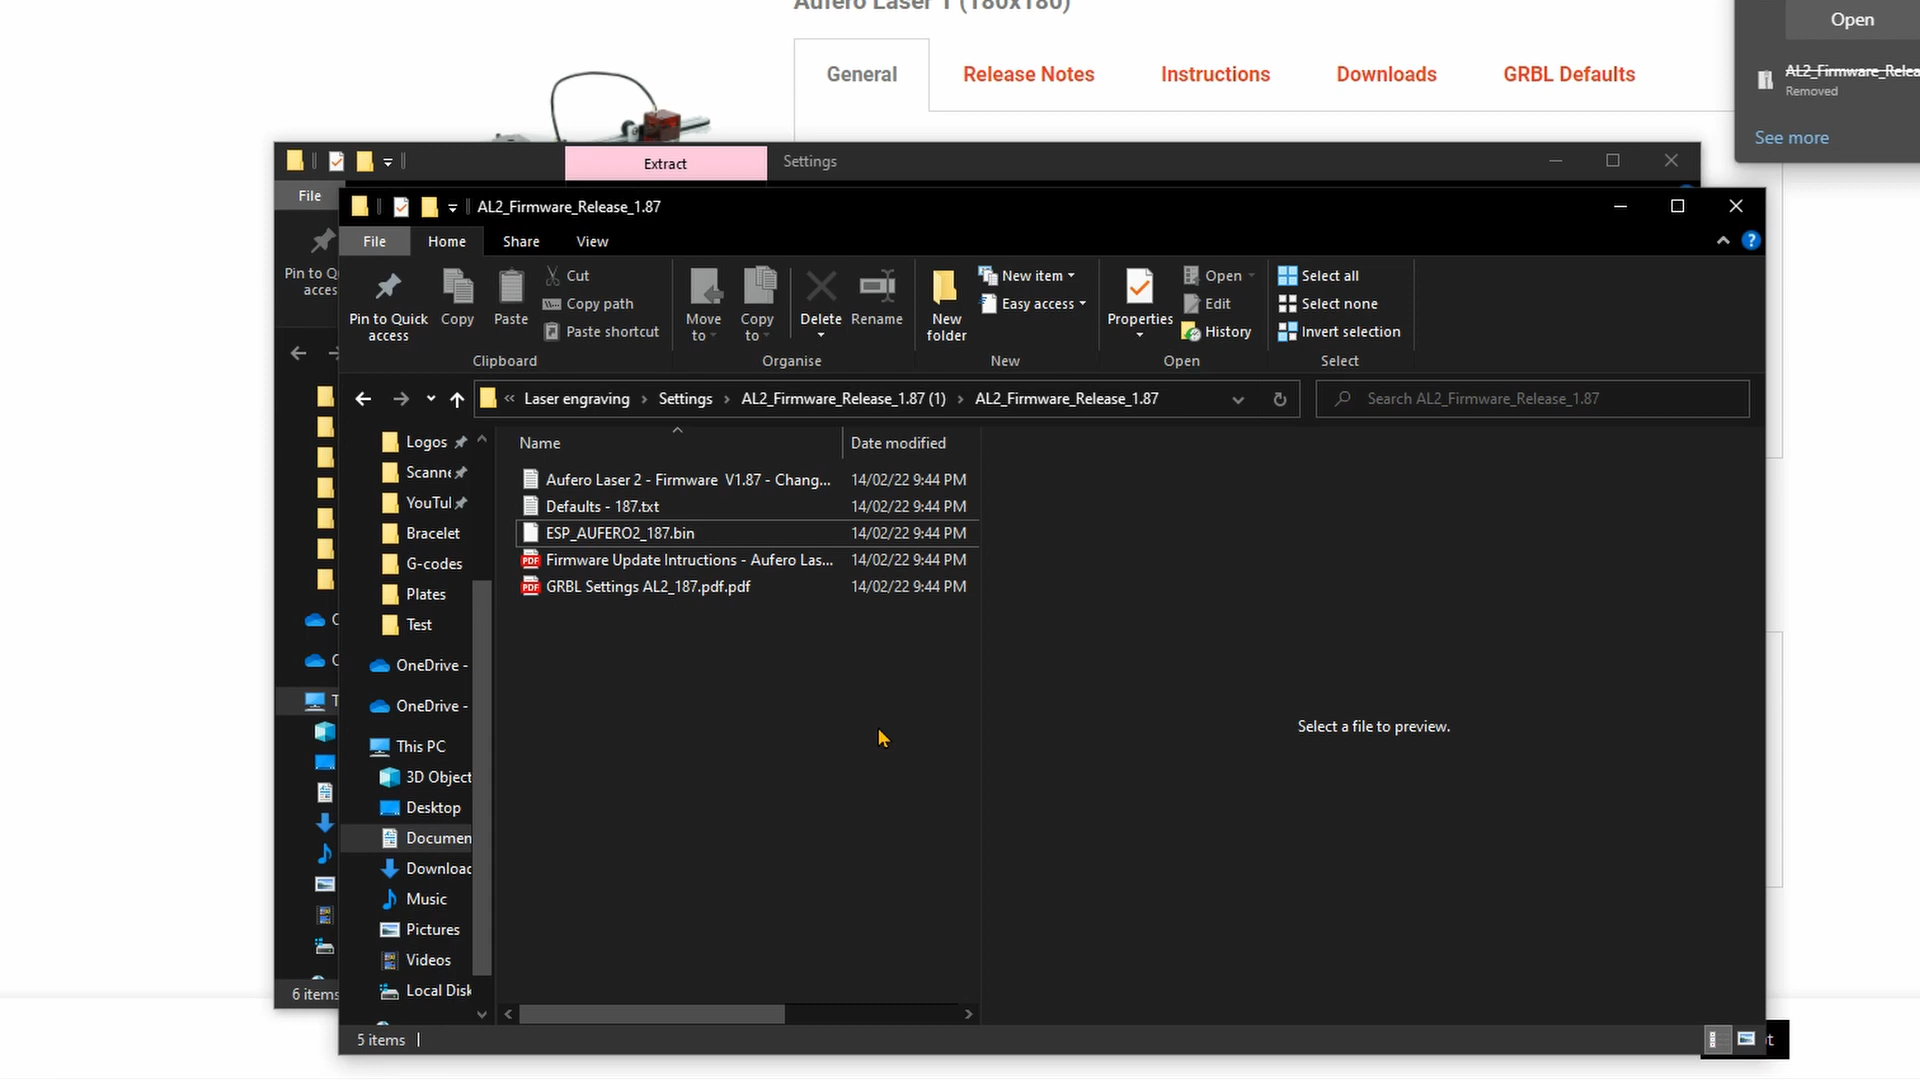 Aufero Laser 1 (180x180)
General
Release Notes
Instructions
Downloads
GRBL Defaults
Open
AL2_Firmware_Relea
Removed
See more
Extract
Settings
File
Pin to Q
acces
AL2_Firmware_Release_1.87
File
Home
Share
View
Pin to Quick
access
Copy
Paste
Cut
Copy path
Paste shortcut
Clipboard
Move
to
Copy
to
Delete
Rename
Organise
New
folder
New item
Easy access
New
Properties
Open
Edit
History
Open
Select all
Select none
Invert selection
Select
« Laser engraving › Settings › AL2_Firmware_Release_1.87 (1) › AL2_Firmware_Release_1.87
Search AL2_Firmware_Release_1.87
Logos
Scanne
YouTul
Bracelet
G-codes
Plates
Test
OneDrive -
OneDrive -
This PC
3D Object
Desktop
Documen
Download
Music
Pictures
Videos
Local Disk
Name
Date modified
Aufero Laser 2 - Firmware V1.87 - Chang... 14/02/22 9:44 PM
Defaults - 187.txt 14/02/22 9:44 PM
ESP_AUFERO2_187.bin 14/02/22 9:44 PM
PDF Firmware Update Intructions - Aufero Las... 14/02/22 9:44 PM
PDF GRBL Settings AL2_187.pdf.pdf 14/02/22 9:44 PM
Select a file to preview.
6 items
5 items